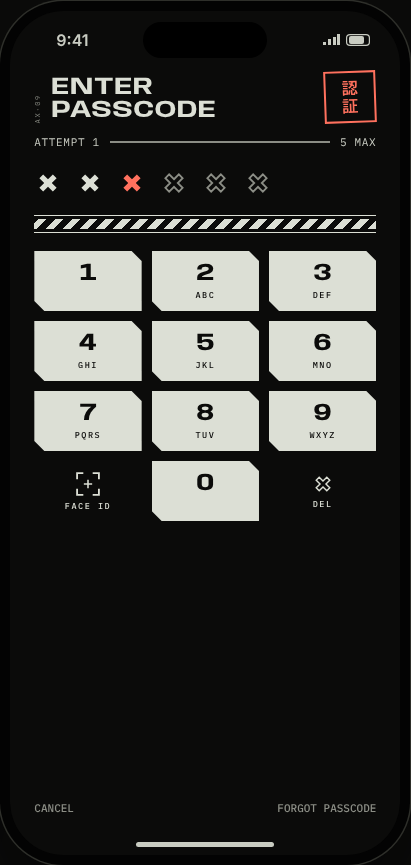 9:41
AX-09
ENTER
PASSCODE
認
証
ATTEMPT 1
5 MAX
1
2
ABC
3
DEF
4
GHI
5
JKL
6
MNO
7
PQRS
8
TUV
9
WXYZ
FACE ID
0
DEL
CANCEL
FORGOT PASSCODE